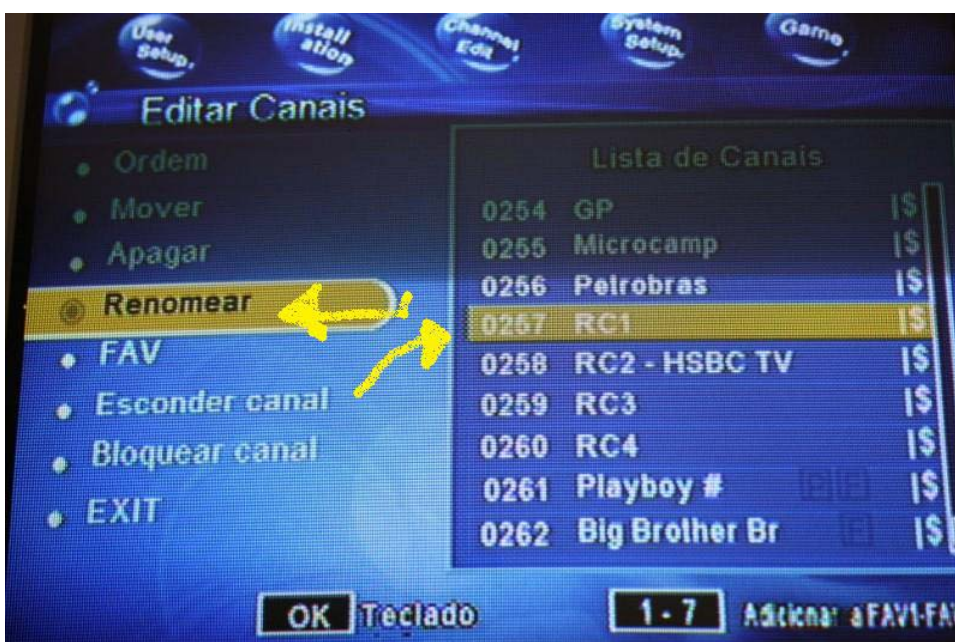 User Setup.
Install ation
Channel Edit
System Setup.
Game.
Editar Canais
Ordem
Mover
Apagar
Renomear
FAV
Esconder canal
Bloquear canal
EXIT
Lista de Canais
0254 GP |$
0255 Microcamp |$
0256 Petrobras |$
0257 RC1 |$
0258 RC2 - HSBC TV |$
0259 RC3 |$
0260 RC4 |$
0261 Playboy # |$
0262 Big Brother Br F |$
OK Teclado
1 - 7 Adicionar a FAV1-FA